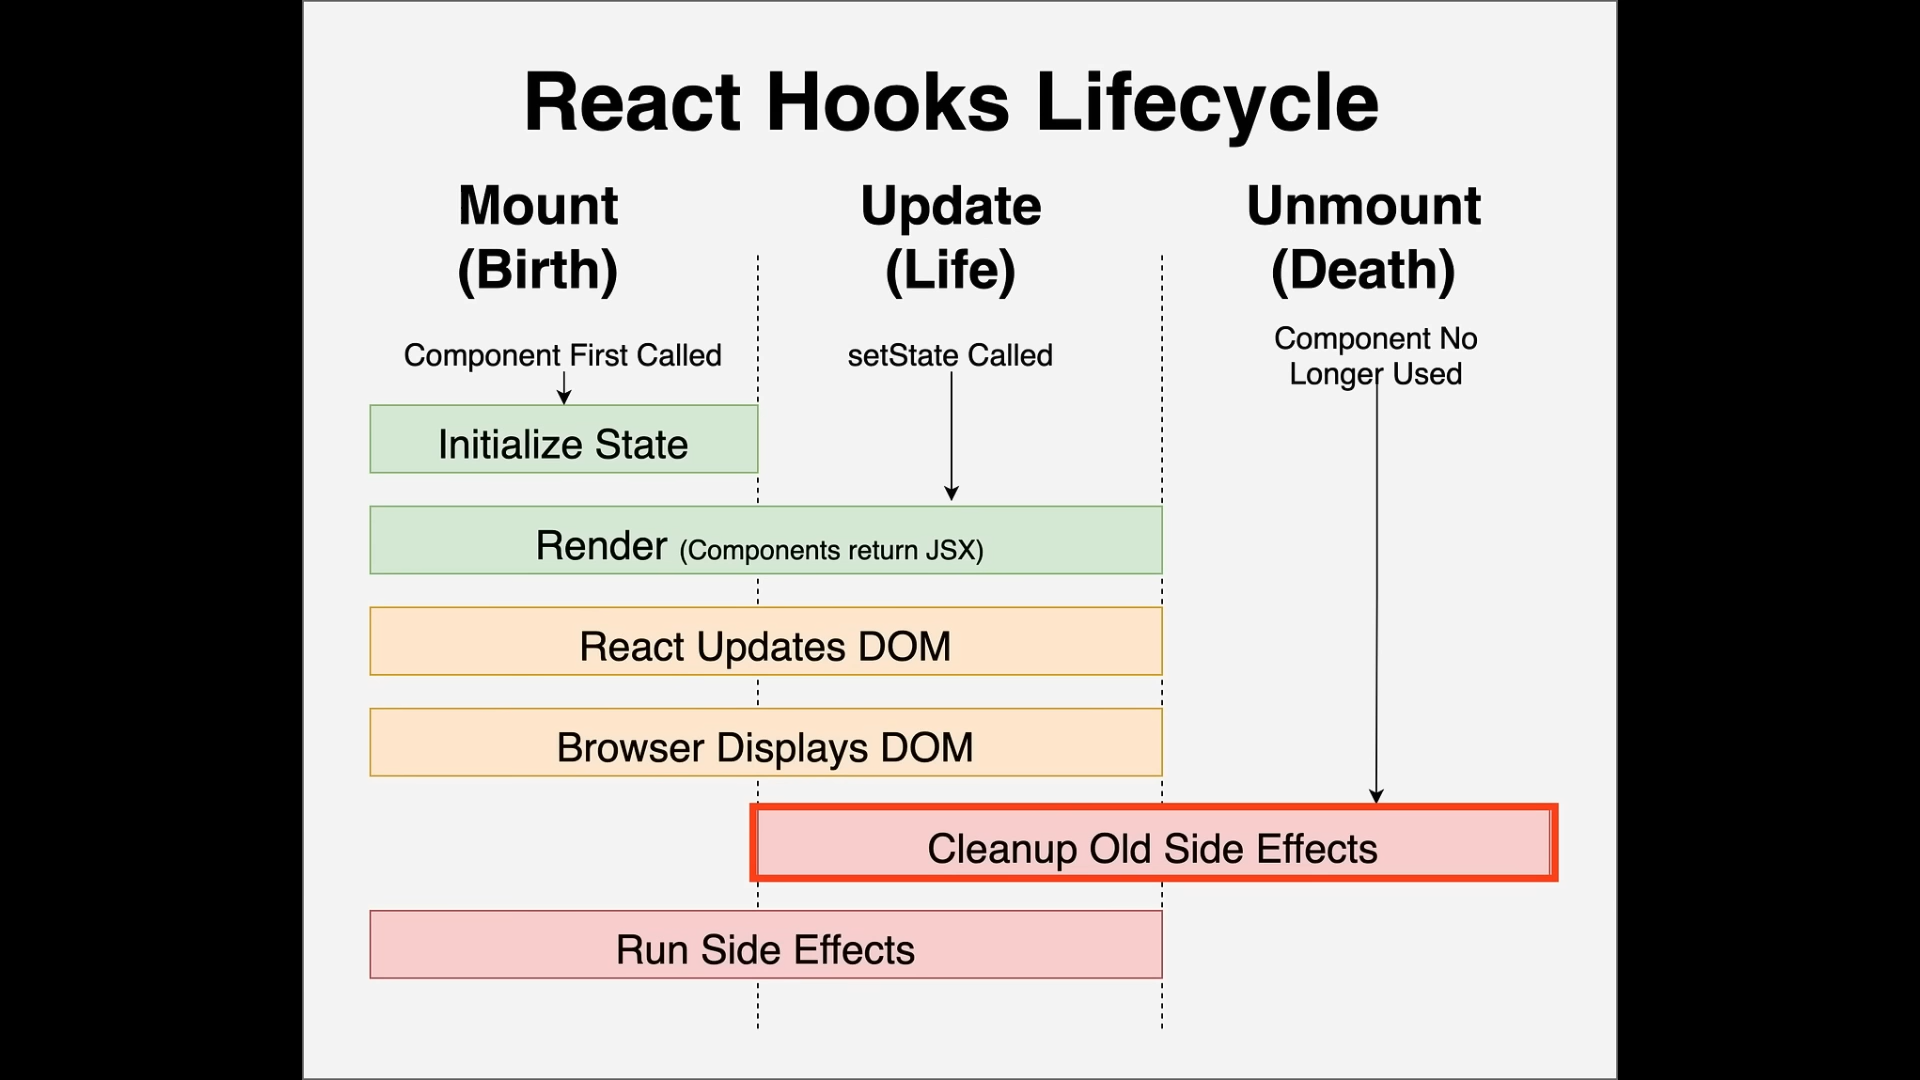 React Hooks Lifecycle
Mount
(Birth)
Update
(Life)
Unmount
(Death)
Component First Called
setState Called
Component No
Longer Used
Initialize State
Render (Components return JSX)
React Updates DOM
Browser Displays DOM
Cleanup Old Side Effects
Run Side Effects